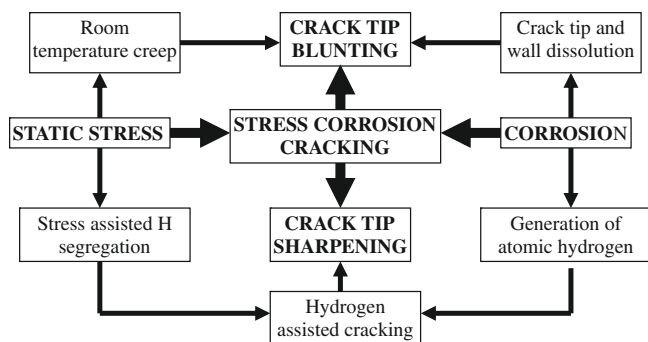 Room
temperature creep
CRACK TIP
BLUNTING
Crack tip and
wall dissolution
STATIC STRESS
STRESS CORROSION
CRACKING
CORROSION
Stress assisted H
segregation
CRACK TIP
SHARPENING
Generation of
atomic hydrogen
Hydrogen
assisted cracking